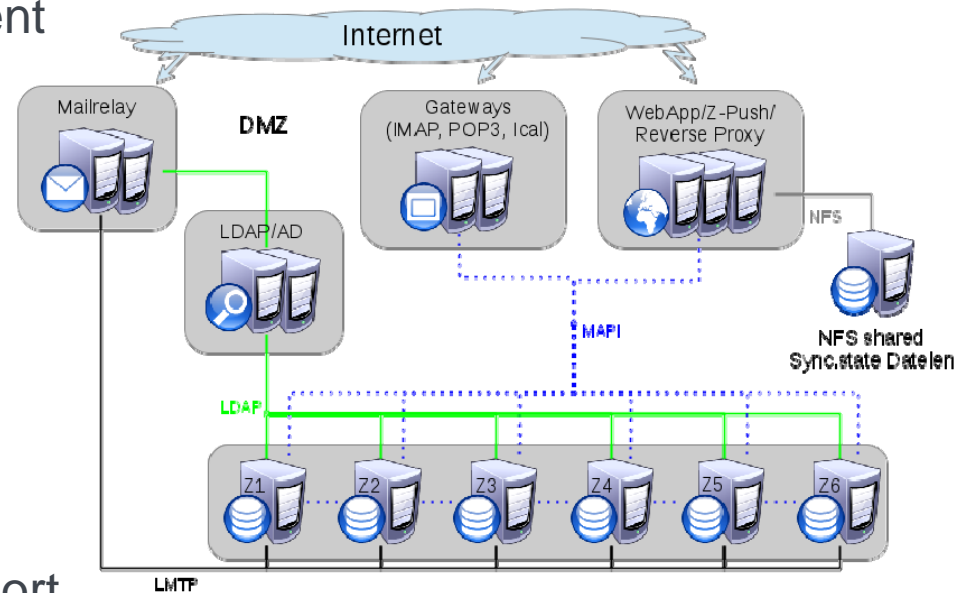 ent
Internet
Mailrelay
DMZ
Gateways
(IMAP, POP3, Ical)
WebApp/Z-Push/
Reverse Proxy
NFS
LDAP/AD
NFS shared
Sync.state Dateien
MAPI
LDAP
Z1
Z2
Z3
Z4
Z5
Z6
LMTP
ort